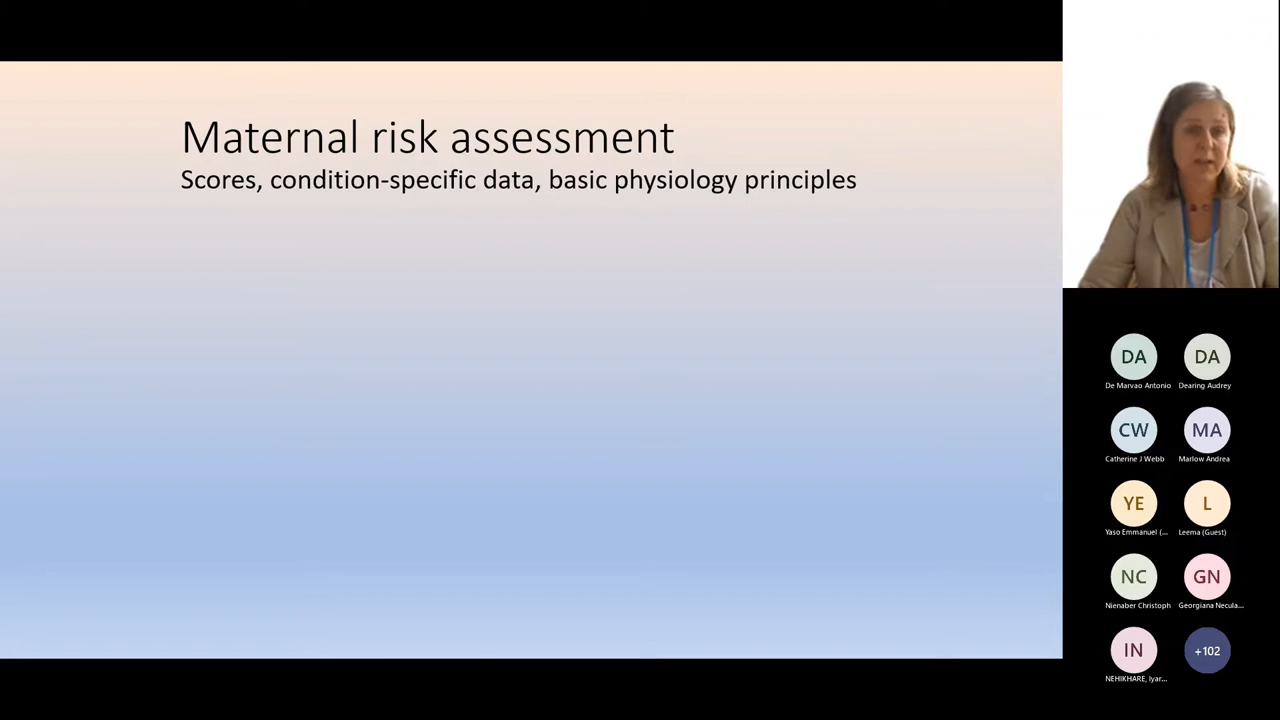 Maternal risk assessment
Scores, condition-specific data, basic physiology principles
DA
DA
De Marvao Antonio
Dearing Audrey
CW
MA
Catherine J Webb
Marlow Andrea
YE
L
Yaso Emmanuel (...
Leema (Guest)
NC
GN
Nienaber Christoph
Georgiana Necula...
IN
+102
NEHIKHARE, Iyar...